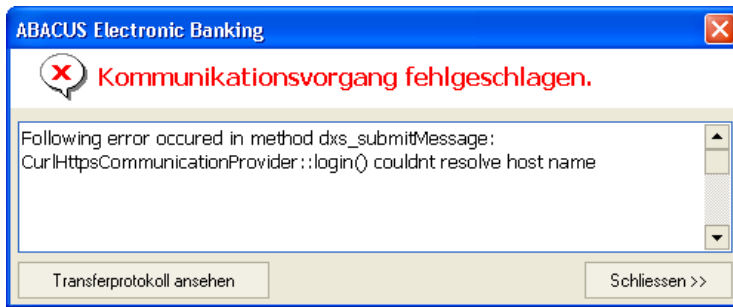 ABACUS Electronic Banking
Kommunikationsvorgang fehlgeschlagen.
Following error occured in method dxs_submitMessage:
CurlHttpsCommunicationProvider::login() couldnt resolve host name
Transferprotokoll ansehen
Schliessen >>